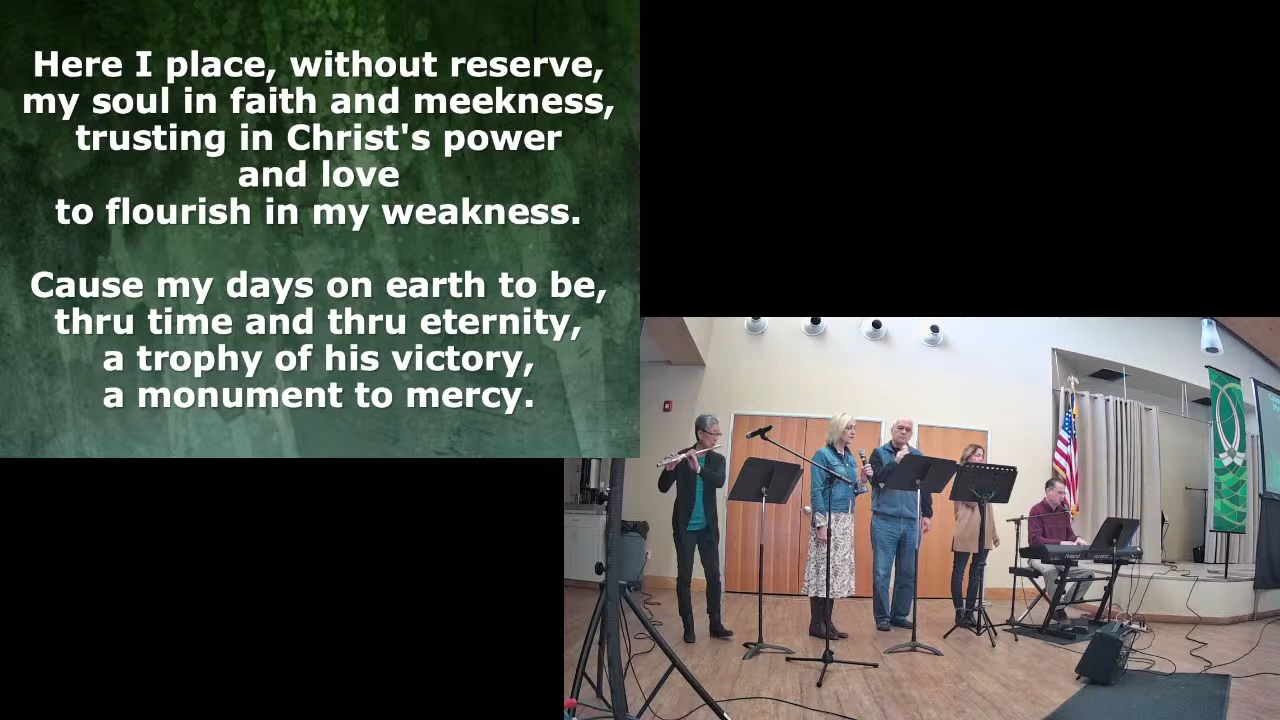 Here I place, without reserve,
my soul in faith and meekness,
trusting in Christ's power
and love
to flourish in my weakness.
Cause my days on earth to be,
thru time and thru eternity,
a trophy of his victory,
a monument to mercy.
Roland